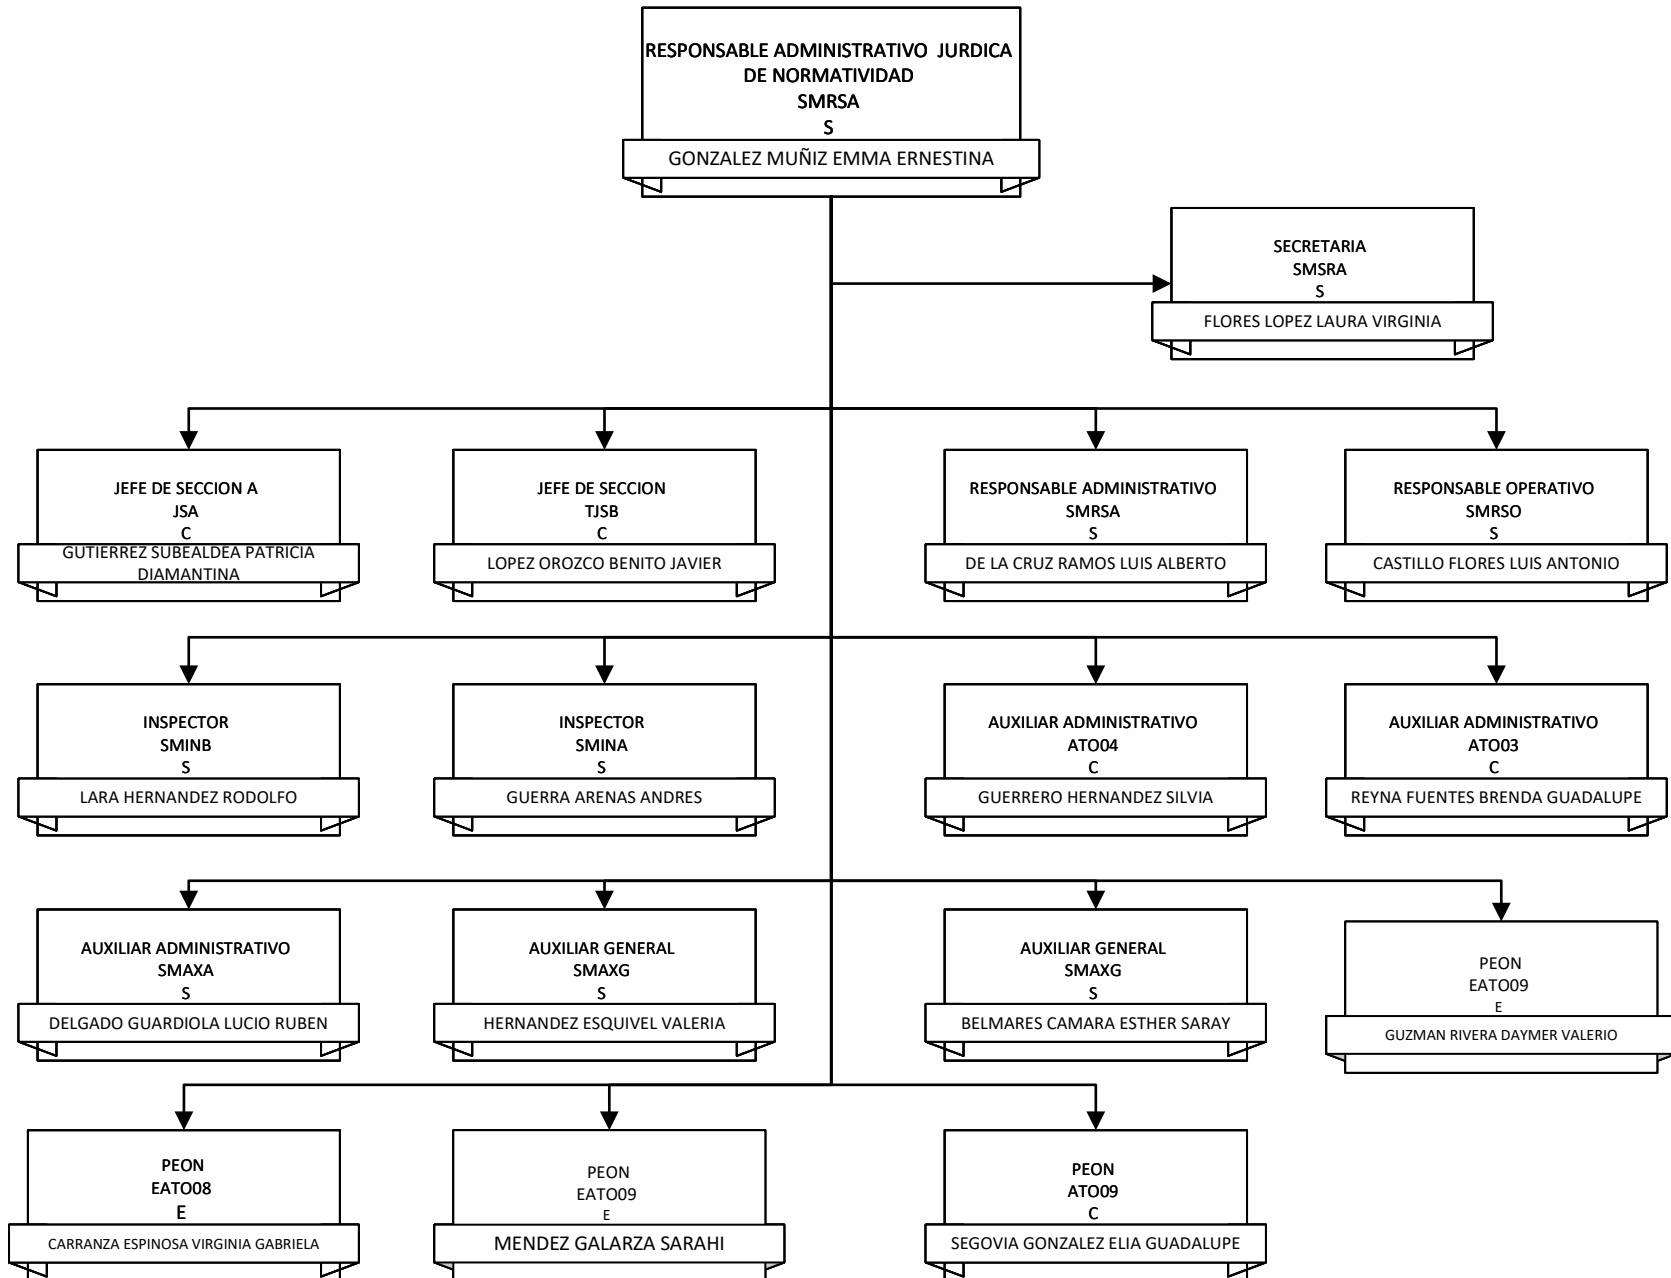 RESPONSABLE ADMINISTRATIVO JURDICA
DE NORMATIVIDAD
SMRSA
S
GONZALEZ MUÑIZ EMMA ERNESTINA
SECRETARIA
SMSRA
S
FLORES LOPEZ LAURA VIRGINIA
JEFE DE SECCION A
JSA
C
GUTIERREZ SUBEALDEA PATRICIA
DIAMANTINA
JEFE DE SECCION
TJSB
C
LOPEZ OROZCO BENITO JAVIER
RESPONSABLE ADMINISTRATIVO
SMRSA
S
DE LA CRUZ RAMOS LUIS ALBERTO
RESPONSABLE OPERATIVO
SMRSO
S
CASTILLO FLORES LUIS ANTONIO
INSPECTOR
SMINB
S
LARA HERNANDEZ RODOLFO
INSPECTOR
SMINA
S
GUERRA ARENAS ANDRES
AUXILIAR ADMINISTRATIVO
ATO04
C
GUERRERO HERNANDEZ SILVIA
AUXILIAR ADMINISTRATIVO
ATO03
C
REYNA FUENTES BRENDA GUADALUPE
AUXILIAR ADMINISTRATIVO
SMAXA
S
DELGADO GUARDIOLA LUCIO RUBEN
AUXILIAR GENERAL
SMAXG
S
HERNANDEZ ESQUIVEL VALERIA
AUXILIAR GENERAL
SMAXG
S
BELMARES CAMARA ESTHER SARAY
PEON
EATO09
E
GUZMAN RIVERA DAYMER VALERIO
PEON
EATO08
E
CARRANZA ESPINOSA VIRGINIA GABRIELA
PEON
EATO09
E
MENDEZ GALARZA SARAHI
PEON
ATO09
C
SEGOVIA GONZALEZ ELIA GUADALUPE